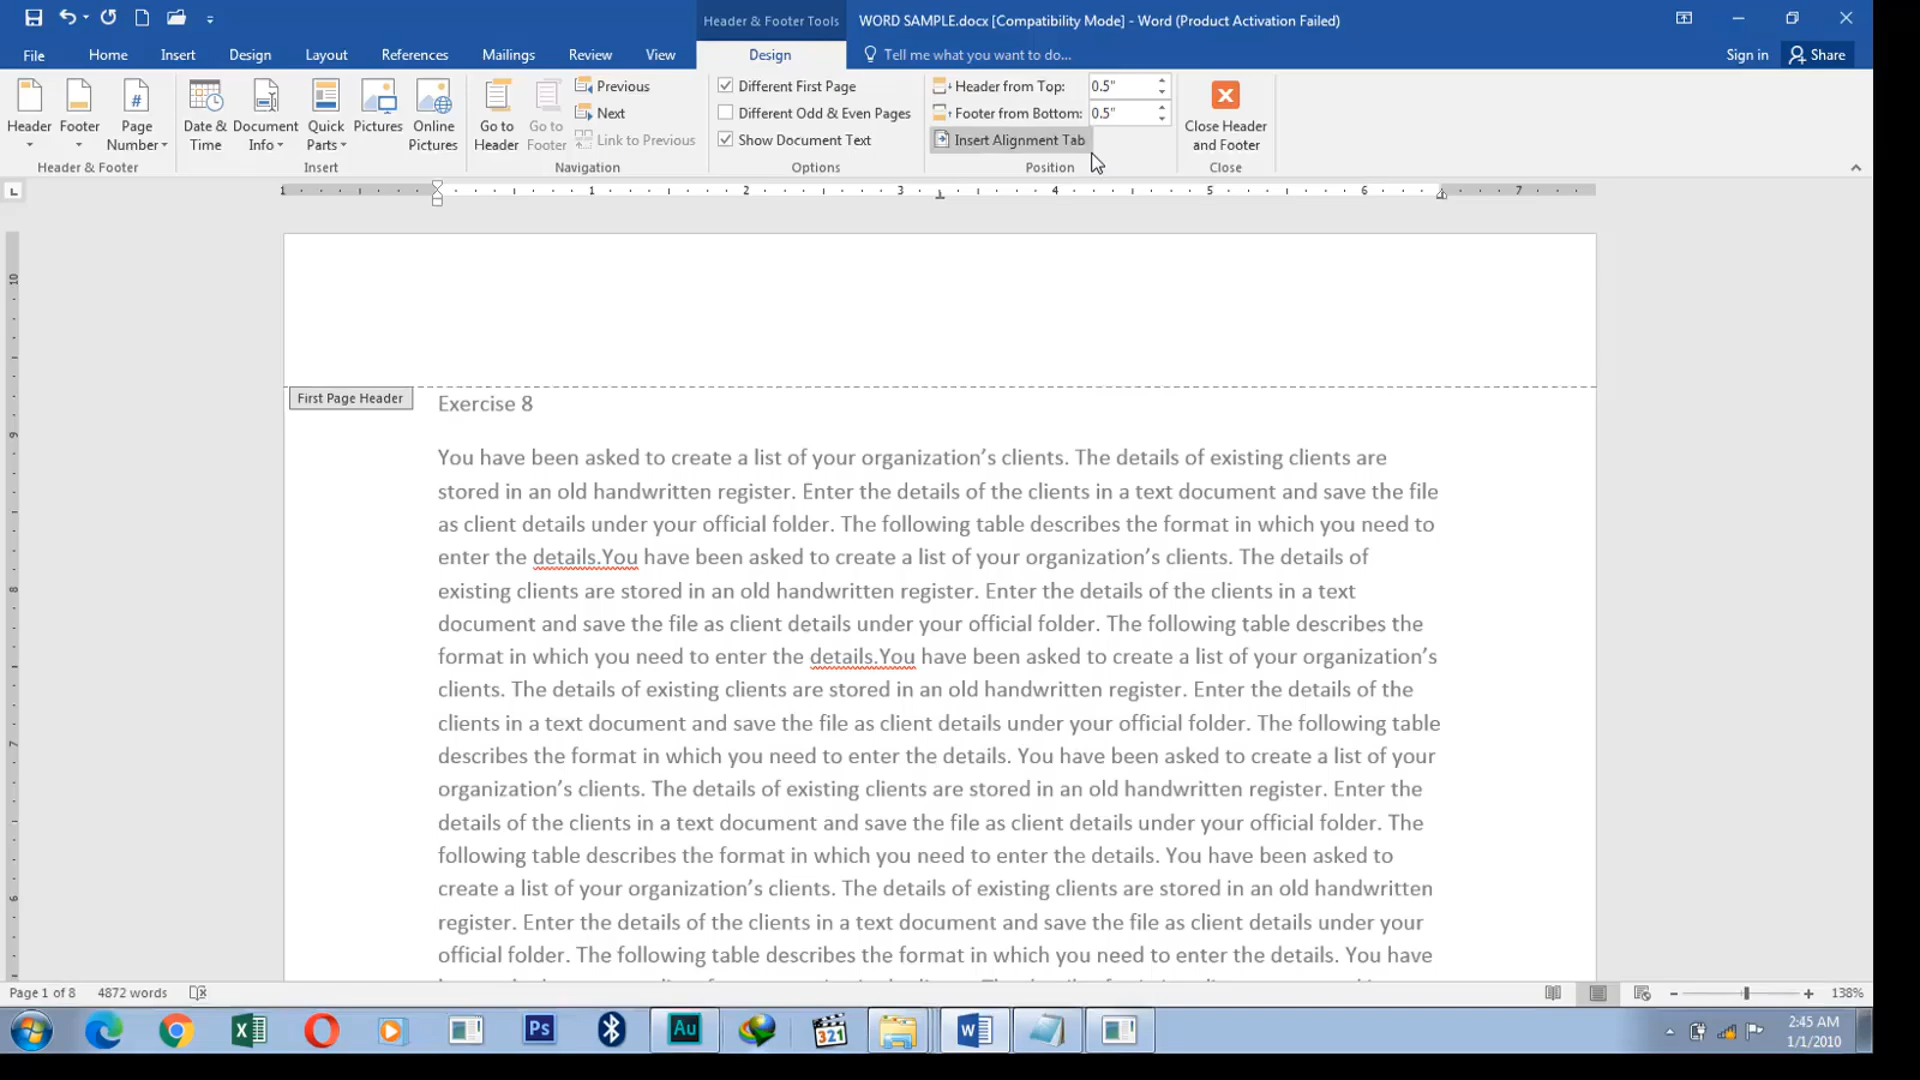 Header & Footer Tools
WORD SAMPLE.docx [Compatibility Mode] - Word (Product Activation Failed)
File
Home
Insert
Design
Layout
References
Mailings
Review
View
Design
Tell me what you want to do...
Sign in
Share
Header
Footer
Page Number
Date & Time
Document Info
Quick Parts
Pictures
Online Pictures
Go to Header
Go to Footer
Previous
Next
Link to Previous
Different First Page
Different Odd & Even Pages
Show Document Text
Header from Top: 0.5"
Footer from Bottom: 0.5"
Insert Alignment Tab
Close Header and Footer
Header & Footer
Insert
Navigation
Options
Position
Close
1 1 2 3 4 5 6 7
10
9
8
7
6
First Page Header
Exercise 8
You have been asked to create a list of your organization’s clients. The details of existing clients are
stored in an old handwritten register. Enter the details of the clients in a text document and save the file
as client details under your official folder. The following table describes the format in which you need to
enter the details.You have been asked to create a list of your organization’s clients. The details of
existing clients are stored in an old handwritten register. Enter the details of the clients in a text
document and save the file as client details under your official folder. The following table describes the
format in which you need to enter the details.You have been asked to create a list of your organization’s
clients. The details of existing clients are stored in an old handwritten register. Enter the details of the
clients in a text document and save the file as client details under your official folder. The following table
describes the format in which you need to enter the details. You have been asked to create a list of your
organization’s clients. The details of existing clients are stored in an old handwritten register. Enter the
details of the clients in a text document and save the file as client details under your official folder. The
following table describes the format in which you need to enter the details. You have been asked to
create a list of your organization’s clients. The details of existing clients are stored in an old handwritten
register. Enter the details of the clients in a text document and save the file as client details under your
official folder. The following table describes the format in which you need to enter the details. You have
Page 1 of 8
4872 words
138%
Ps
Au
321
2:45 AM
1/1/2010